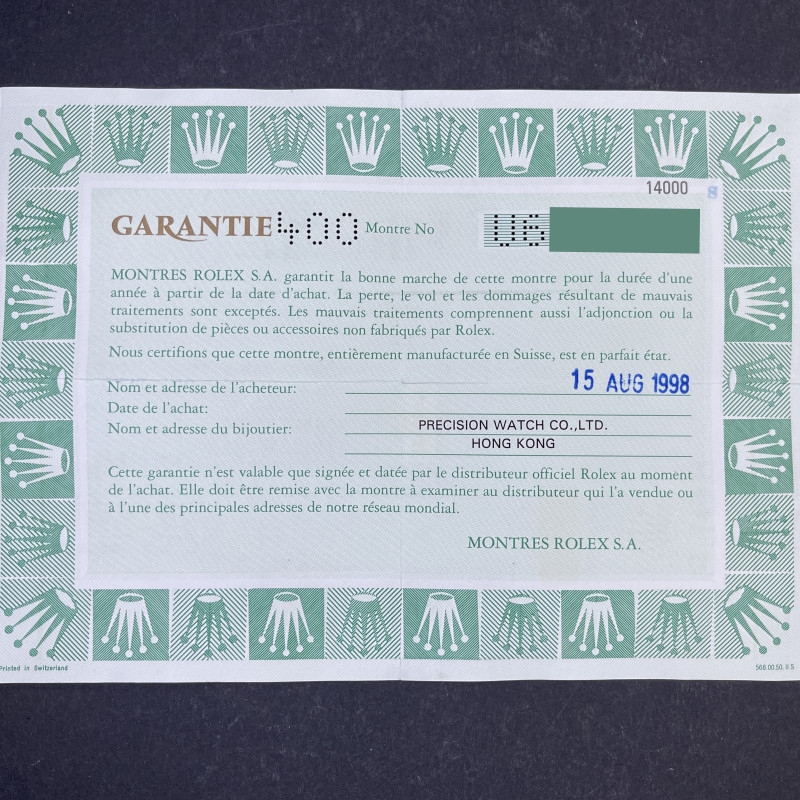 14000 8
GARANTIE 400 Montre No U6
MONTRES ROLEX S.A. garantit la bonne marche de cette montre pour la durée d'une
année à partir de la date d'achat. La perte, le vol et les dommages résultant de mauvais
traitements sont exceptés. Les mauvais traitements comprennent aussi l'adjonction ou la
substitution de pièces ou accessoires non fabriqués par Rolex.
Nous certifions que cette montre, entièrement manufacturée en Suisse, est en parfait état.
15 AUG 1998
Nom et adresse de l'acheteur:
Date de l'achat:
Nom et adresse du bijoutier: PRECISION WATCH CO.,LTD.
HONG KONG
Cette garantie n'est valable que signée et datée par le distributeur officiel Rolex au moment
de l'achat. Elle doit être remise avec la montre à examiner au distributeur qui l'a vendue ou
à l'une des principales adresses de notre réseau mondial.
MONTRES ROLEX S.A.
Printed in Switzerland 568.00.50. II S